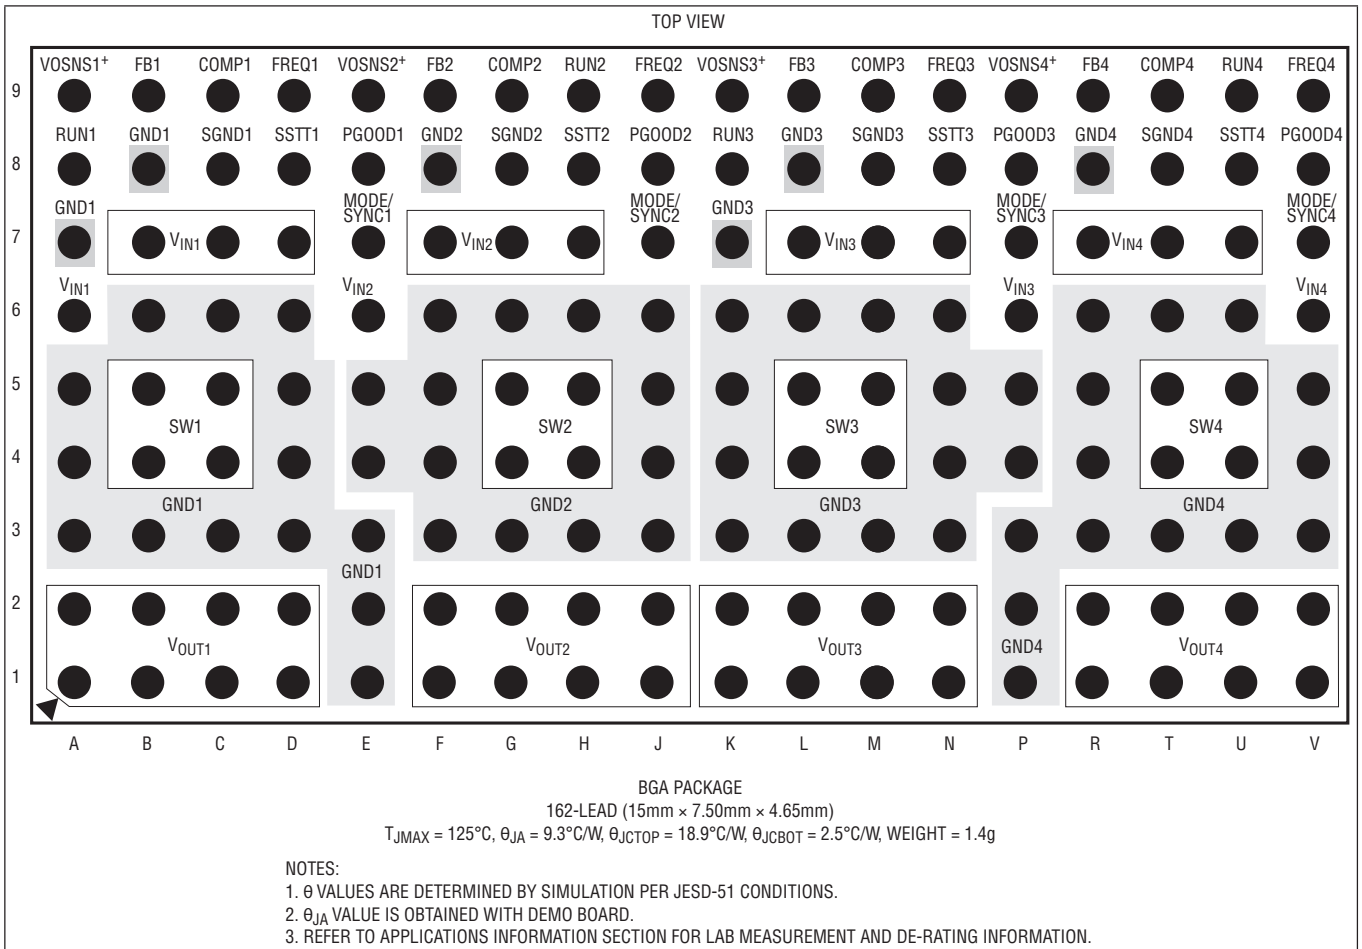 TOP VIEW
VOSNS1+ FB1 COMP1 FREQ1 VOSNS2+ FB2 COMP2 RUN2 FREQ2 VOSNS3+ FB3 COMP3 FREQ3 VOSNS4+ FB4 COMP4 RUN4 FREQ4
9
RUN1 GND1 SGND1 SSTT1 PGOOD1 GND2 SGND2 SSTT2 PGOOD2 RUN3 GND3 SGND3 SSTT3 PGOOD3 GND4 SGND4 SSTT4 PGOOD4
8
GND1 MODE/SYNC1 MODE/SYNC2 GND3 MODE/SYNC3 MODE/SYNC4
7 VIN1 VIN2 VIN3 VIN4
VIN1 VIN2 VIN3 VIN4
6
5
SW1 SW2 SW3 SW4
4
GND1 GND2 GND3 GND4
3
GND1
2
VOUT1 VOUT2 VOUT3 GND4 VOUT4
1
A B C D E F G H J K L M N P R T U V
BGA PACKAGE
162-LEAD (15mm × 7.50mm × 4.65mm)
TJMAX = 125°C, θJA = 9.3°C/W, θJCTOP = 18.9°C/W, θJCBOT = 2.5°C/W, WEIGHT = 1.4g
NOTES:
1. θ VALUES ARE DETERMINED BY SIMULATION PER JESD-51 CONDITIONS.
2. θJA VALUE IS OBTAINED WITH DEMO BOARD.
3. REFER TO APPLICATIONS INFORMATION SECTION FOR LAB MEASUREMENT AND DE-RATING INFORMATION.